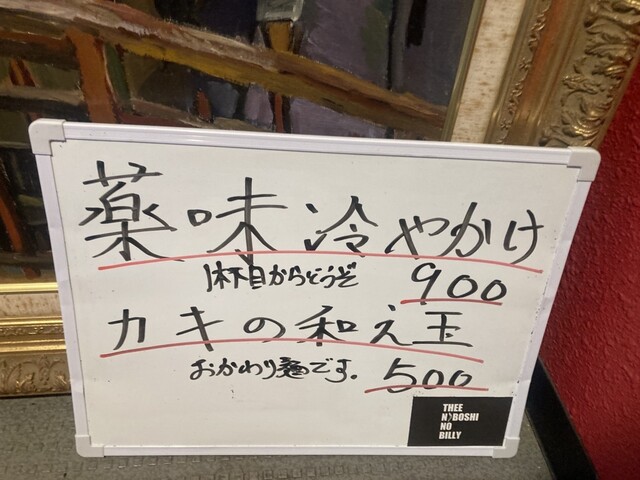 薬味冷やかけ
1杯目からどうぞ 900
カキの和え玉
おかわり麺です。 500
THEE
NIBOSHI
NO
BILLY